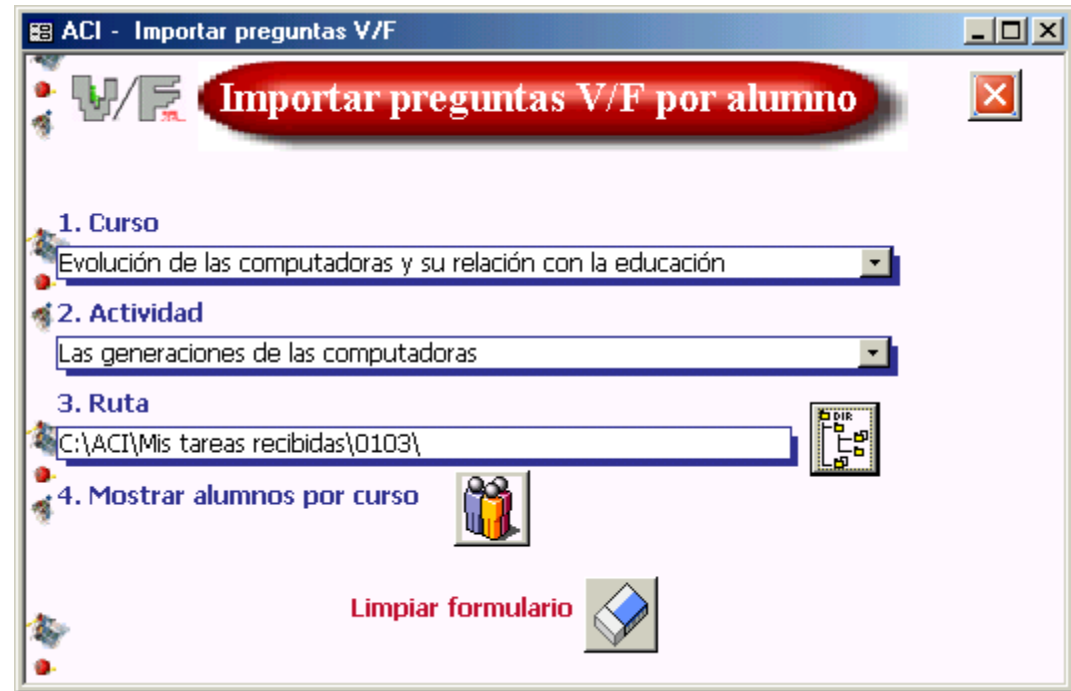 ACI - Importar preguntas V/F
V/F
Importar preguntas V/F por alumno
1. Curso
Evolución de las computadoras y su relación con la educación
2. Actividad
Las generaciones de las computadoras
3. Ruta
DIR
C:\ACI\Mis tareas recibidas\0103\
4. Mostrar alumnos por curso
Limpiar formulario